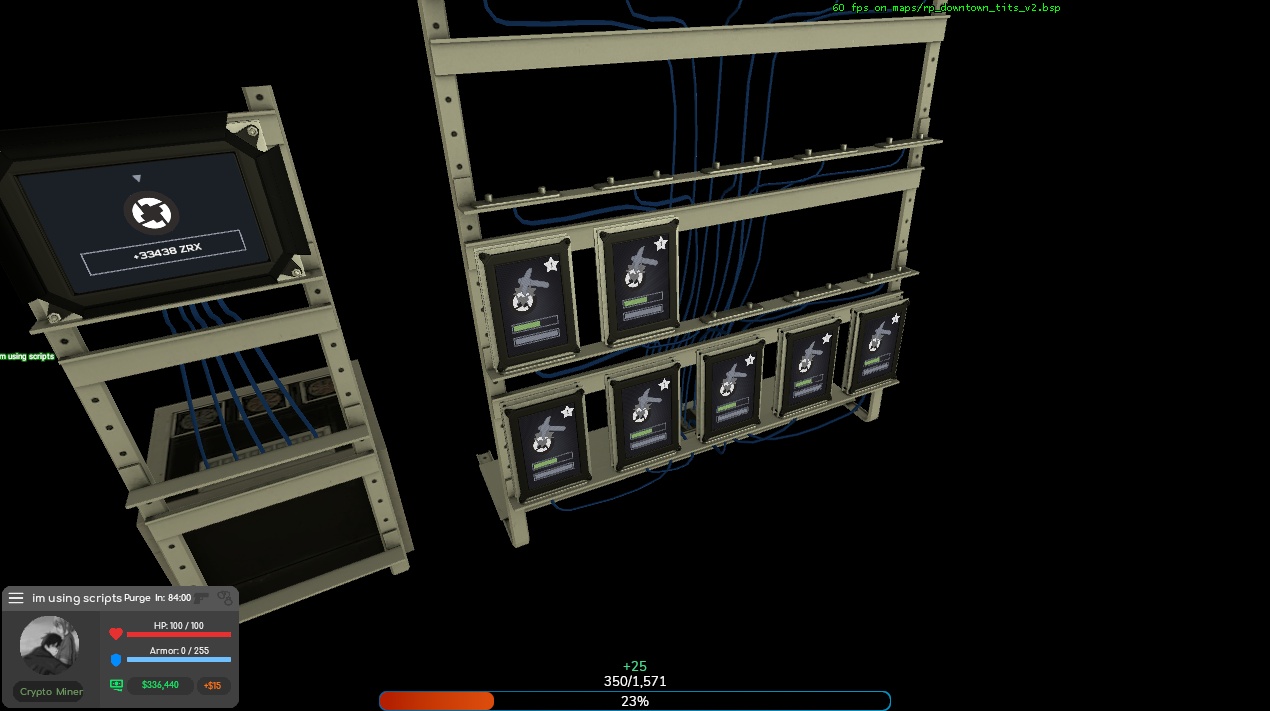 60 fps on maps/rp_downtown_tits_v2.bsp
+33438 ZRX
m using scripts
im using scripts Purge In: 84:00
HP: 100 / 100
Armor: 0 / 255
Crypto Miner
$336,440
+$15
+25
350/1,571
23%